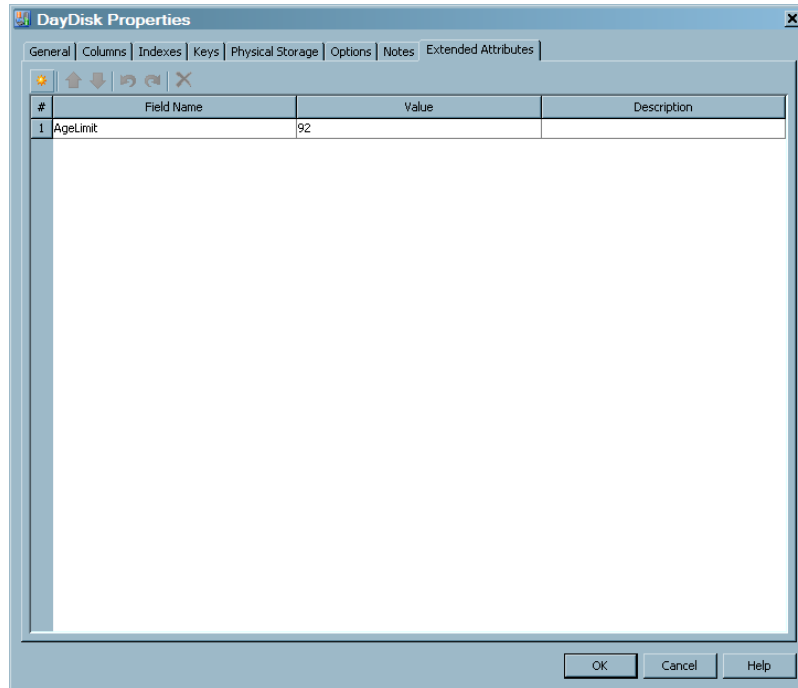 DayDisk Properties
General Columns Indexes Keys Physical Storage Options Notes Extended Attributes
# Field Name Value Description
1 AgeLimit 92
OK Cancel Help